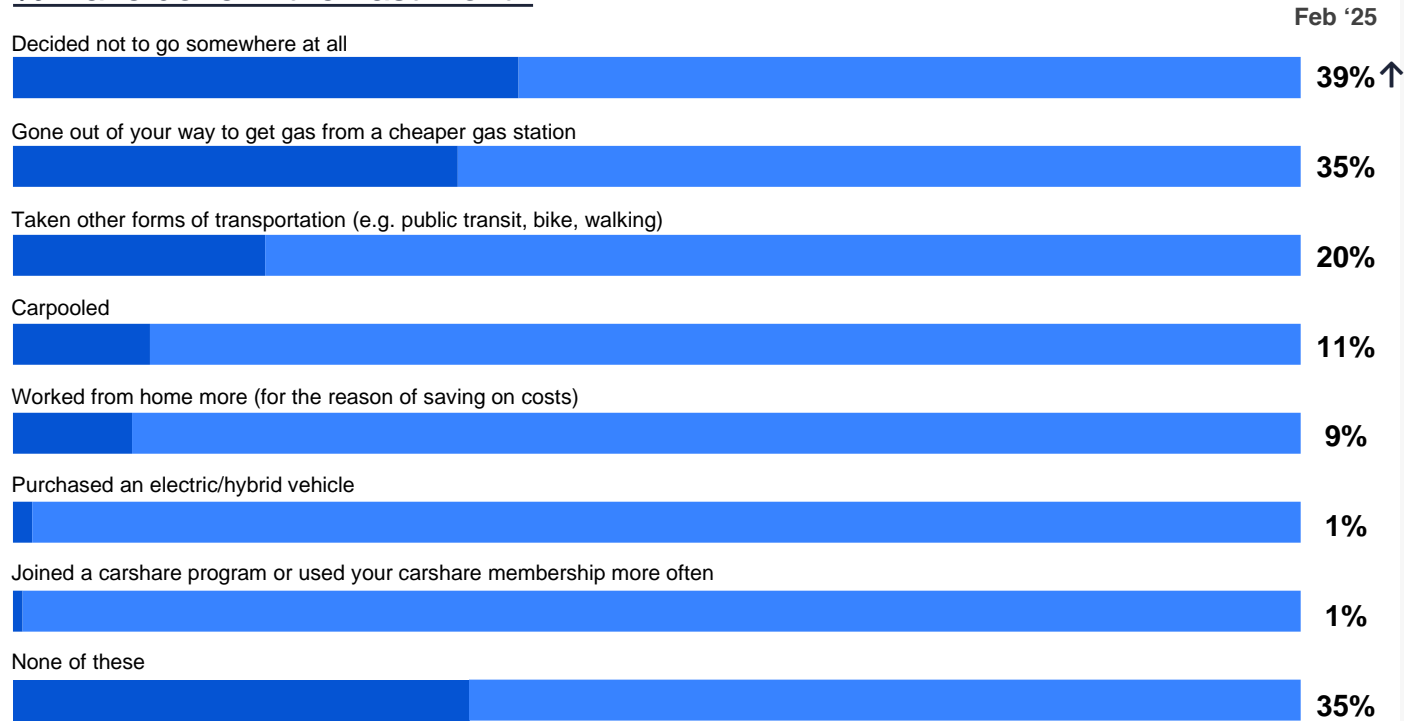 Feb ‘25
Decided not to go somewhere at all
39%↑
Gone out of your way to get gas from a cheaper gas station
35%
Taken other forms of transportation (e.g. public transit, bike, walking)
20%
Carpooled
11%
Worked from home more (for the reason of saving on costs)
9%
Purchased an electric/hybrid vehicle
1%
Joined a carshare program or used your carshare membership more often
1%
None of these
35%